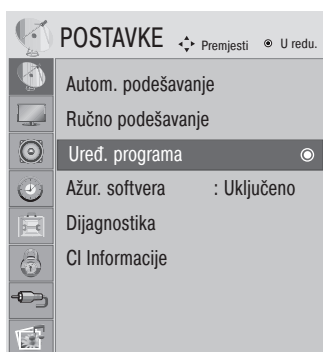 POSTAVKE Premjesti U redu.
Autom. podešavanje
Ručno podešavanje
Uređ. programa
Ažur. softvera : Uključeno
Dijagnostika
CI Informacije